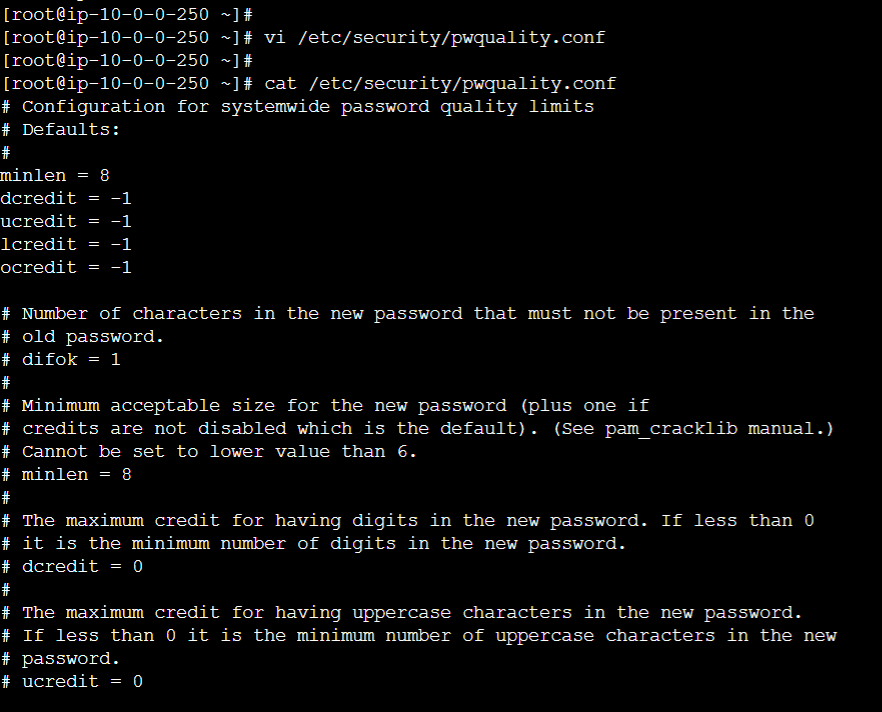 [root@ip-10-0-0-250 ~]#
[root@ip-10-0-0-250 ~]# vi /etc/security/pwquality.conf
[root@ip-10-0-0-250 ~]#
[root@ip-10-0-0-250 ~]# cat /etc/security/pwquality.conf
# Configuration for systemwide password quality limits
# Defaults:
#
minlen = 8
dcredit = -1
ucredit = -1
lcredit = -1
ocredit = -1
# Number of characters in the new password that must not be present in the
# old password.
# difok = 1
#
# Minimum acceptable size for the new password (plus one if
# credits are not disabled which is the default). (See pam_cracklib manual.)
# Cannot be set to lower value than 6.
# minlen = 8
#
# The maximum credit for having digits in the new password. If less than 0
# it is the minimum number of digits in the new password.
# dcredit = 0
#
# The maximum credit for having uppercase characters in the new password.
# If less than 0 it is the minimum number of uppercase characters in the new
# password.
# ucredit = 0